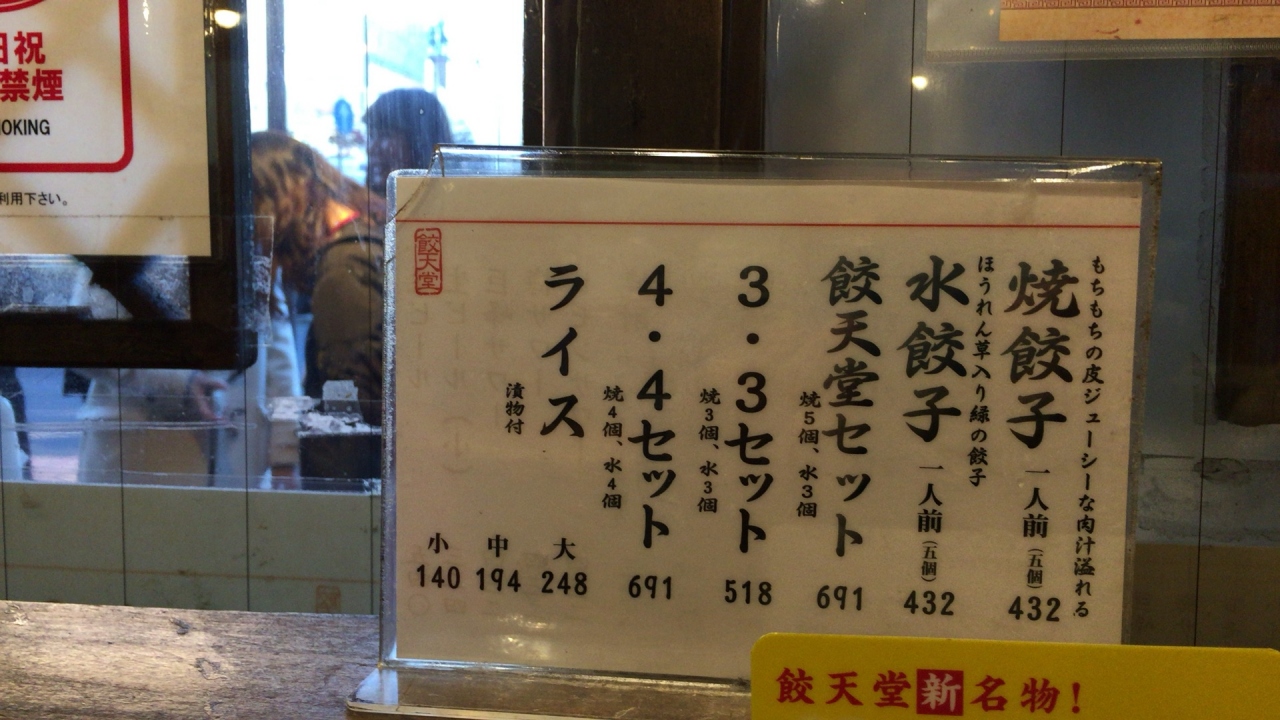 日祝
禁煙
OKING
利用下さい。
もちもちの皮ジューシーな肉汁溢れる
焼餃子 一人前(五個) 432
ほうれん草入り緑の餃子
水餃子 一人前(五個) 432
餃天堂セット 691
焼5個、水3個
3・3セット 518
焼3個、水3個
4・4セット 691
焼4個、水4個
ライス 大 248
中 194
小 140
漬物付
餃天堂
餃天堂新名物!